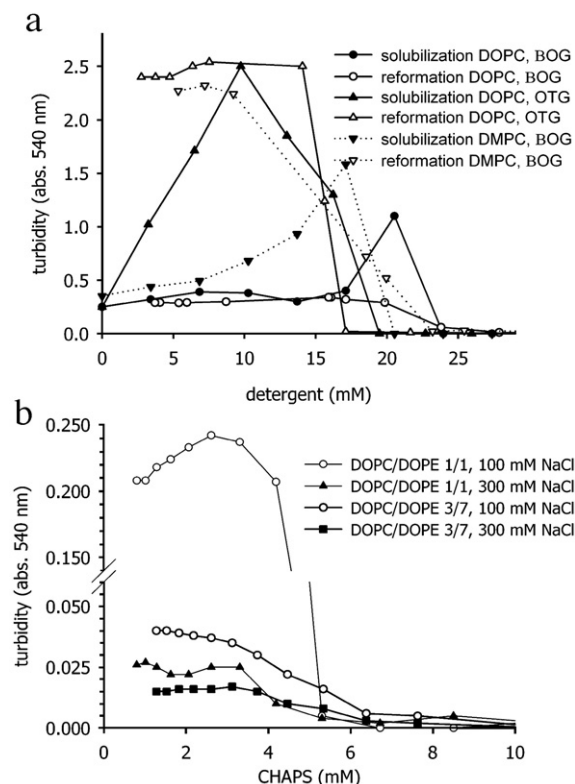 a
solubilization DOPC, BOG
reformation DOPC, BOG
solubilization DOPC, OTG
reformation DOPC, OTG
solubilization DMPC, BOG
reformation DMPC, BOG
turbidity (abs. 540 nm)
2.5
2.0
1.5
1.0
0.5
0.0
0 5 10 15 20 25
detergent (mM)
b
DOPC/DOPE 1/1, 100 mM NaCl
DOPC/DOPE 1/1, 300 mM NaCl
DOPC/DOPE 3/7, 100 mM NaCl
DOPC/DOPE 3/7, 300 mM NaCl
turbidity (abs. 540 nm)
0.250
0.200
0.150
0.050
0.025
0.000
0 2 4 6 8 10
CHAPS (mM)